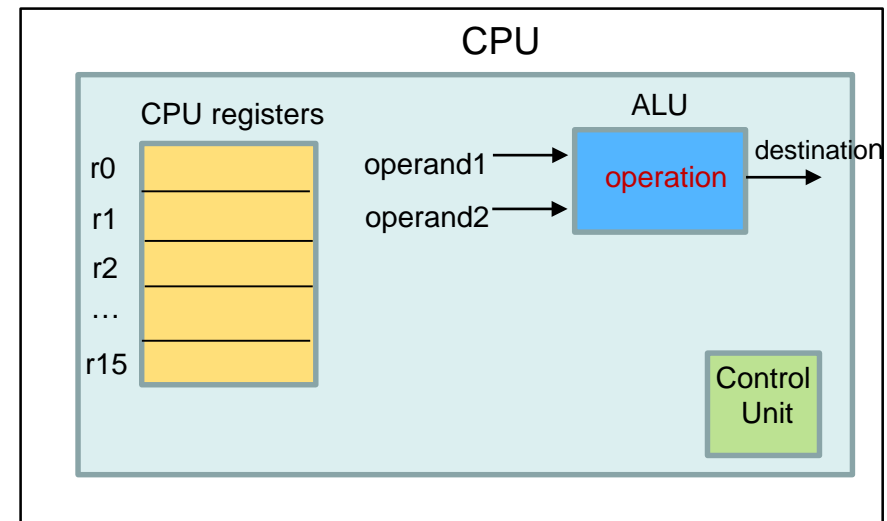 CPU
CPU registers
r0
r1
r2
…
r15
operand1
operand2
ALU
operation
destination
Control
Unit